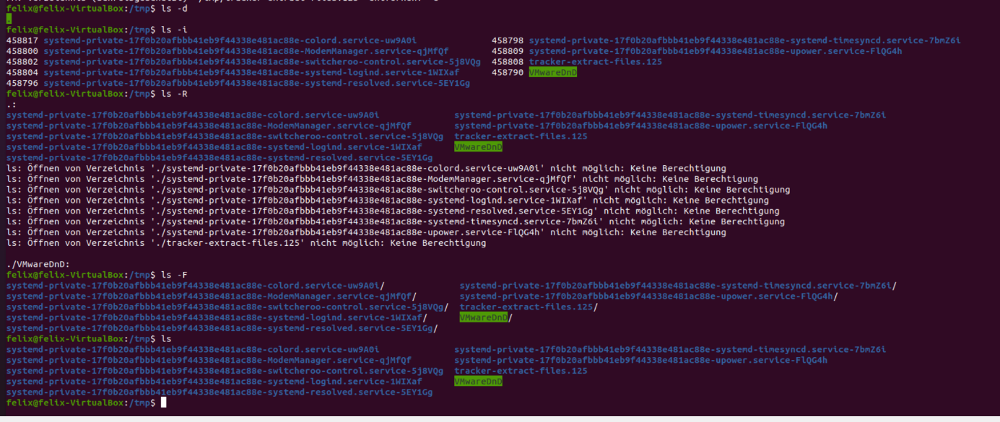 felix@felix-VirtualBox:/tmp$ ls -d
.
felix@felix-VirtualBox:/tmp$ ls -i
458817 systemd-private-17f0b20afbbb41eb9f44338e481ac88e-colord.service-uw9A0i 458798 systemd-private-17f0b20afbbb41eb9f44338e481ac88e-systemd-timesyncd.service-7bmZ6i
458800 systemd-private-17f0b20afbbb41eb9f44338e481ac88e-ModemManager.service-qjMfQf 458809 systemd-private-17f0b20afbbb41eb9f44338e481ac88e-upower.service-FlQG4h
458802 systemd-private-17f0b20afbbb41eb9f44338e481ac88e-switcheroo-control.service-5j8VQg 458808 tracker-extract-files.125
458804 systemd-private-17f0b20afbbb41eb9f44338e481ac88e-systemd-logind.service-1WIXaf 458790 VMwareDnD
458796 systemd-private-17f0b20afbbb41eb9f44338e481ac88e-systemd-resolved.service-5EY1Gg
felix@felix-VirtualBox:/tmp$ ls -R
.:
systemd-private-17f0b20afbbb41eb9f44338e481ac88e-colord.service-uw9A0i systemd-private-17f0b20afbbb41eb9f44338e481ac88e-systemd-timesyncd.service-7bmZ6i
systemd-private-17f0b20afbbb41eb9f44338e481ac88e-ModemManager.service-qjMfQf systemd-private-17f0b20afbbb41eb9f44338e481ac88e-upower.service-FlQG4h
systemd-private-17f0b20afbbb41eb9f44338e481ac88e-switcheroo-control.service-5j8VQg tracker-extract-files.125
systemd-private-17f0b20afbbb41eb9f44338e481ac88e-systemd-logind.service-1WIXaf VMwareDnD
systemd-private-17f0b20afbbb41eb9f44338e481ac88e-systemd-resolved.service-5EY1Gg
ls: Öffnen von Verzeichnis './systemd-private-17f0b20afbbb41eb9f44338e481ac88e-colord.service-uw9A0i' nicht möglich: Keine Berechtigung
ls: Öffnen von Verzeichnis './systemd-private-17f0b20afbbb41eb9f44338e481ac88e-ModemManager.service-qjMfQf' nicht möglich: Keine Berechtigung
ls: Öffnen von Verzeichnis './systemd-private-17f0b20afbbb41eb9f44338e481ac88e-switcheroo-control.service-5j8VQg' nicht möglich: Keine Berechtigung
ls: Öffnen von Verzeichnis './systemd-private-17f0b20afbbb41eb9f44338e481ac88e-systemd-logind.service-1WIXaf' nicht möglich: Keine Berechtigung
ls: Öffnen von Verzeichnis './systemd-private-17f0b20afbbb41eb9f44338e481ac88e-systemd-resolved.service-5EY1Gg' nicht möglich: Keine Berechtigung
ls: Öffnen von Verzeichnis './systemd-private-17f0b20afbbb41eb9f44338e481ac88e-systemd-timesyncd.service-7bmZ6i' nicht möglich: Keine Berechtigung
ls: Öffnen von Verzeichnis './systemd-private-17f0b20afbbb41eb9f44338e481ac88e-upower.service-FlQG4h' nicht möglich: Keine Berechtigung
ls: Öffnen von Verzeichnis './tracker-extract-files.125' nicht möglich: Keine Berechtigung
./VMwareDnD:
felix@felix-VirtualBox:/tmp$ ls -F
systemd-private-17f0b20afbbb41eb9f44338e481ac88e-colord.service-uw9A0i/ systemd-private-17f0b20afbbb41eb9f44338e481ac88e-systemd-timesyncd.service-7bmZ6i/
systemd-private-17f0b20afbbb41eb9f44338e481ac88e-ModemManager.service-qjMfQf/ systemd-private-17f0b20afbbb41eb9f44338e481ac88e-upower.service-FlQG4h/
systemd-private-17f0b20afbbb41eb9f44338e481ac88e-switcheroo-control.service-5j8VQg/ tracker-extract-files.125/
systemd-private-17f0b20afbbb41eb9f44338e481ac88e-systemd-logind.service-1WIXaf/ VMwareDnD/
systemd-private-17f0b20afbbb41eb9f44338e481ac88e-systemd-resolved.service-5EY1Gg/
felix@felix-VirtualBox:/tmp$ ls
systemd-private-17f0b20afbbb41eb9f44338e481ac88e-colord.service-uw9A0i systemd-private-17f0b20afbbb41eb9f44338e481ac88e-systemd-timesyncd.service-7bmZ6i
systemd-private-17f0b20afbbb41eb9f44338e481ac88e-ModemManager.service-qjMfQf systemd-private-17f0b20afbbb41eb9f44338e481ac88e-upower.service-FlQG4h
systemd-private-17f0b20afbbb41eb9f44338e481ac88e-switcheroo-control.service-5j8VQg tracker-extract-files.125
systemd-private-17f0b20afbbb41eb9f44338e481ac88e-systemd-logind.service-1WIXaf VMwareDnD
systemd-private-17f0b20afbbb41eb9f44338e481ac88e-systemd-resolved.service-5EY1Gg
felix@felix-VirtualBox:/tmp$